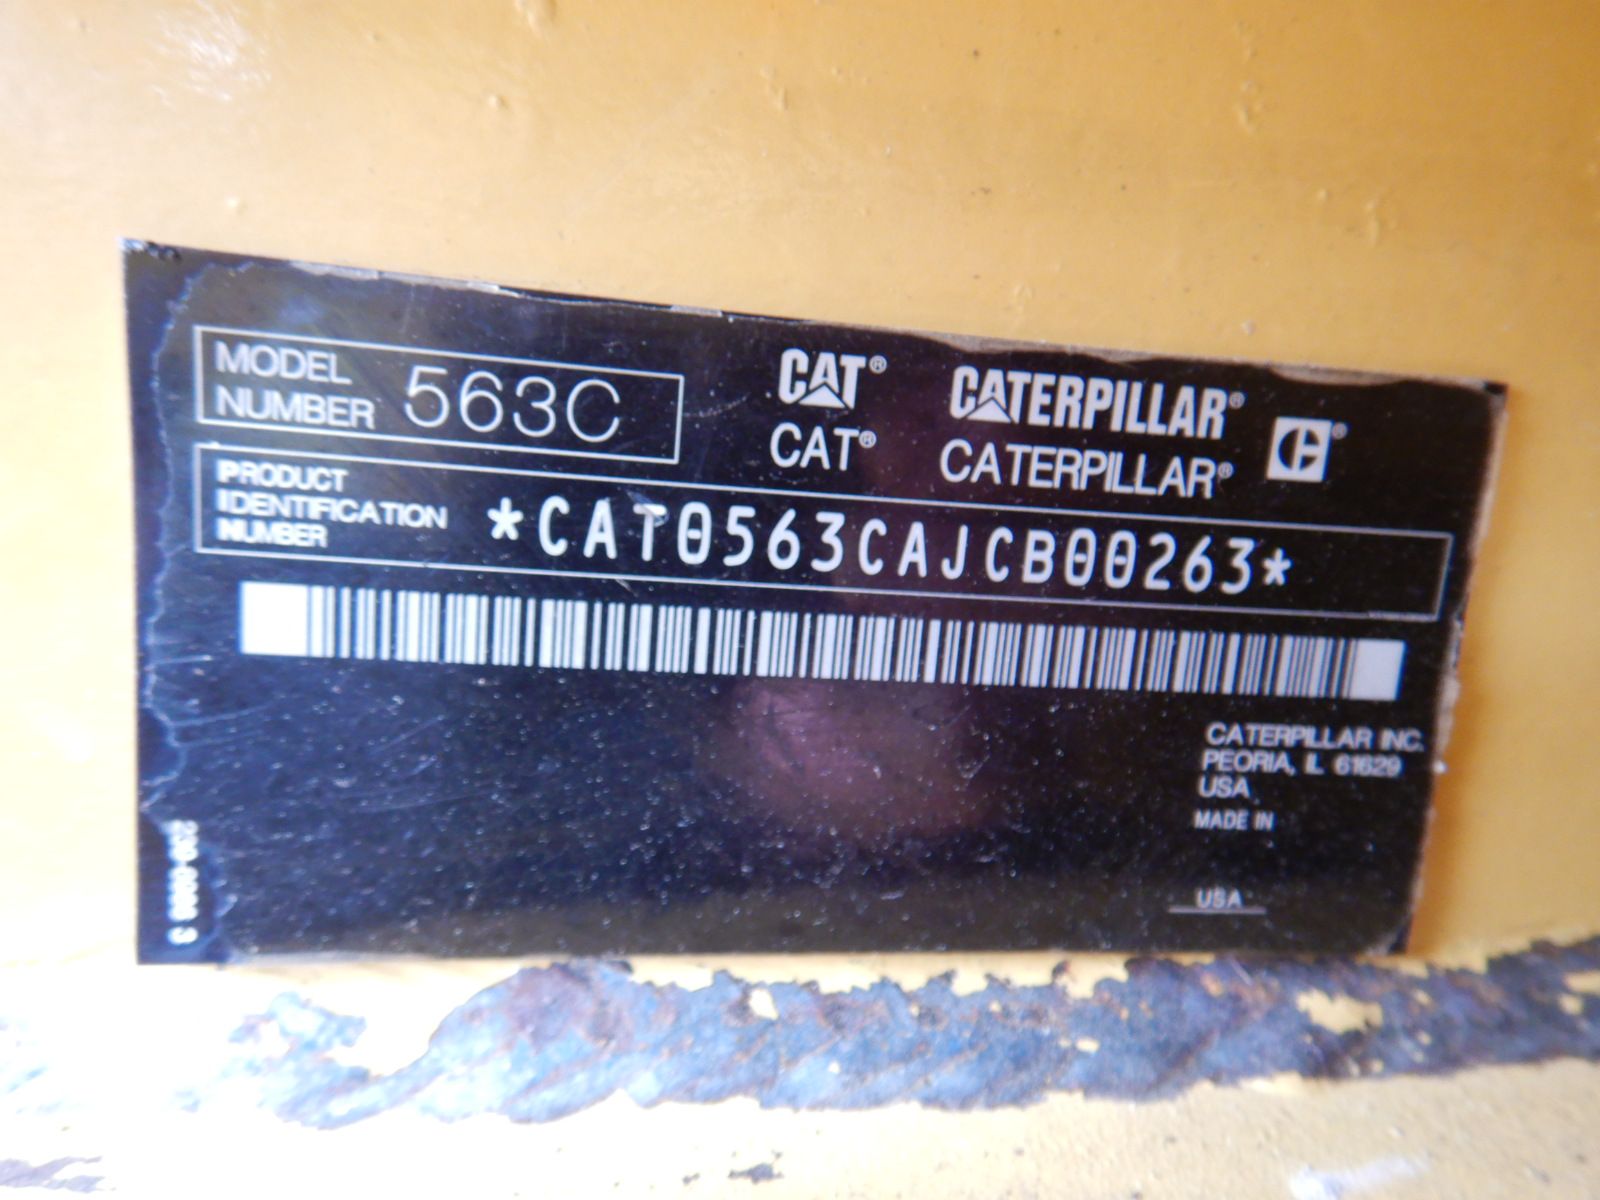 MODEL
NUMBER 563C
CAT® CATERPILLAR® ®
CAT® CATERPILLAR®
PRODUCT
IDENTIFICATION
NUMBER
*CAT0563CAJCB00263*
CATERPILLAR INC.
PEORIA, IL 61629
USA
MADE IN
USA